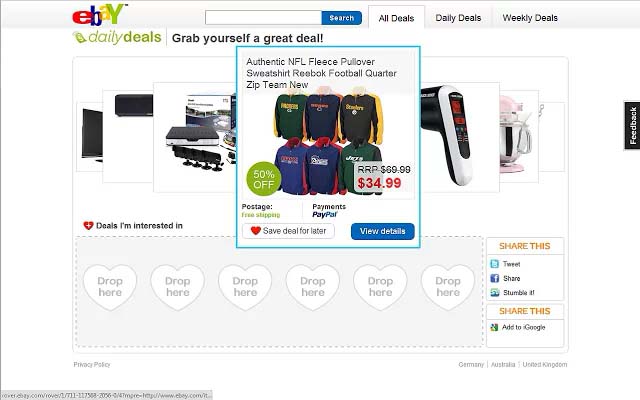 ebaY
Search
All Deals
Daily Deals
Weekly Deals
dailydeals
Grab yourself a great deal!
Authentic NFL Fleece Pullover
Sweatshirt Reebok Football Quarter
Zip Team New
PACKERS
Steelers
PATRIOTS
JETS
50%
OFF
RRP $69.99
$34.99
Postage:
Free shipping
Payments
PayPal
Save deal for later
View details
Feedback
Deals I'm interested in
Drop
here
Drop
here
Drop
here
Drop
here
Drop
here
Drop
here
SHARE THIS
Tweet
Share
Stumble it!
SHARE THIS
Add to iGoogle
Privacy Policy
Germany | Australia | United Kingdom
rover.ebay.com/rover/1/711-117568-2056-0/4?mpre=http://www.ebay.com/it...